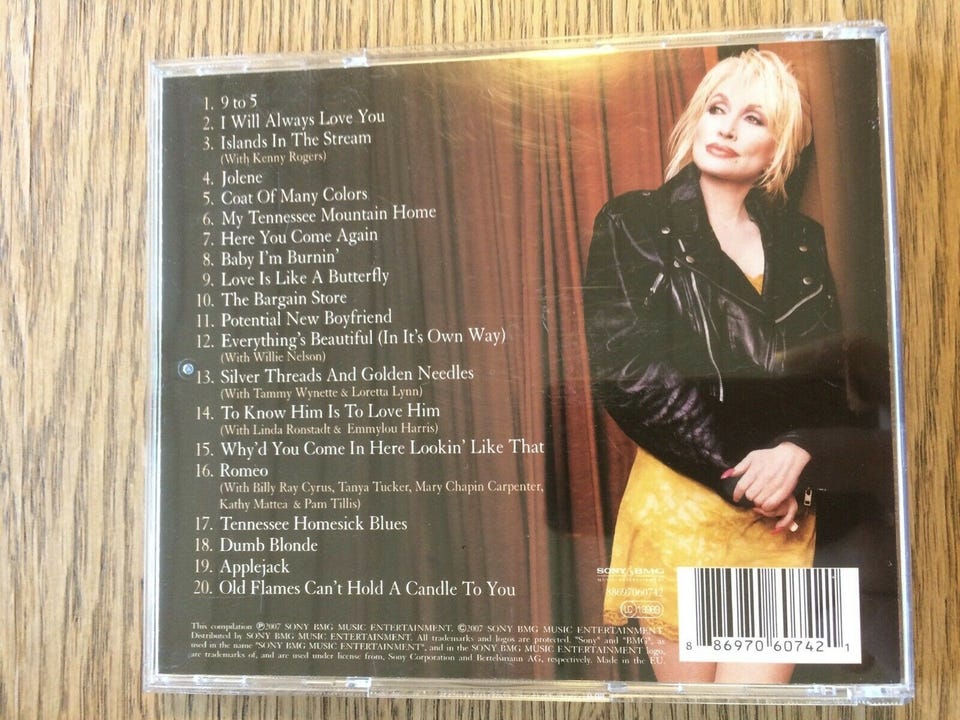 1. 9 to 5
2. I Will Always Love You
3. Islands In The Stream
(With Kenny Rogers)
4. Jolene
5. Coat Of Many Colors
6. My Tennessee Mountain Home
7. Here You Come Again
8. Baby I'm Burnin'
9. Love Is Like A Butterfly
10. The Bargain Store
11. Potential New Boyfriend
12. Everything's Beautiful (In It's Own Way)
(With Willie Nelson)
13. Silver Threads And Golden Needles
(With Tammy Wynette & Loretta Lynn)
14. To Know Him Is To Love Him
(With Linda Ronstadt & Emmylou Harris)
15. Why'd You Come In Here Lookin' Like That
16. Romeo
(With Billy Ray Cyrus, Tanya Tucker, Mary Chapin Carpenter,
Kathy Mattea & Pam Tillis)
17. Tennessee Homesick Blues
18. Dumb Blonde
19. Applejack
20. Old Flames Can't Hold A Candle To You
SONY BMG
MUSIC ENTERTAINMENT
88697060742
LC 13989
This compilation ℗2007 SONY BMG MUSIC ENTERTAINMENT. ©2007 SONY BMG MUSIC ENTERTAINMENT.
Distributed by SONY BMG MUSIC ENTERTAINMENT. All trademarks and logos are protected. "Sony" and "BMG", as
used in the name "SONY BMG MUSIC ENTERTAINMENT", and in the SONY BMG MUSIC ENTERTAINMENT logo,
are trademarks of, and are used under license from, Sony Corporation and Bertelsmann AG, respectively. Made in the E.U.
8 86970 60742 1